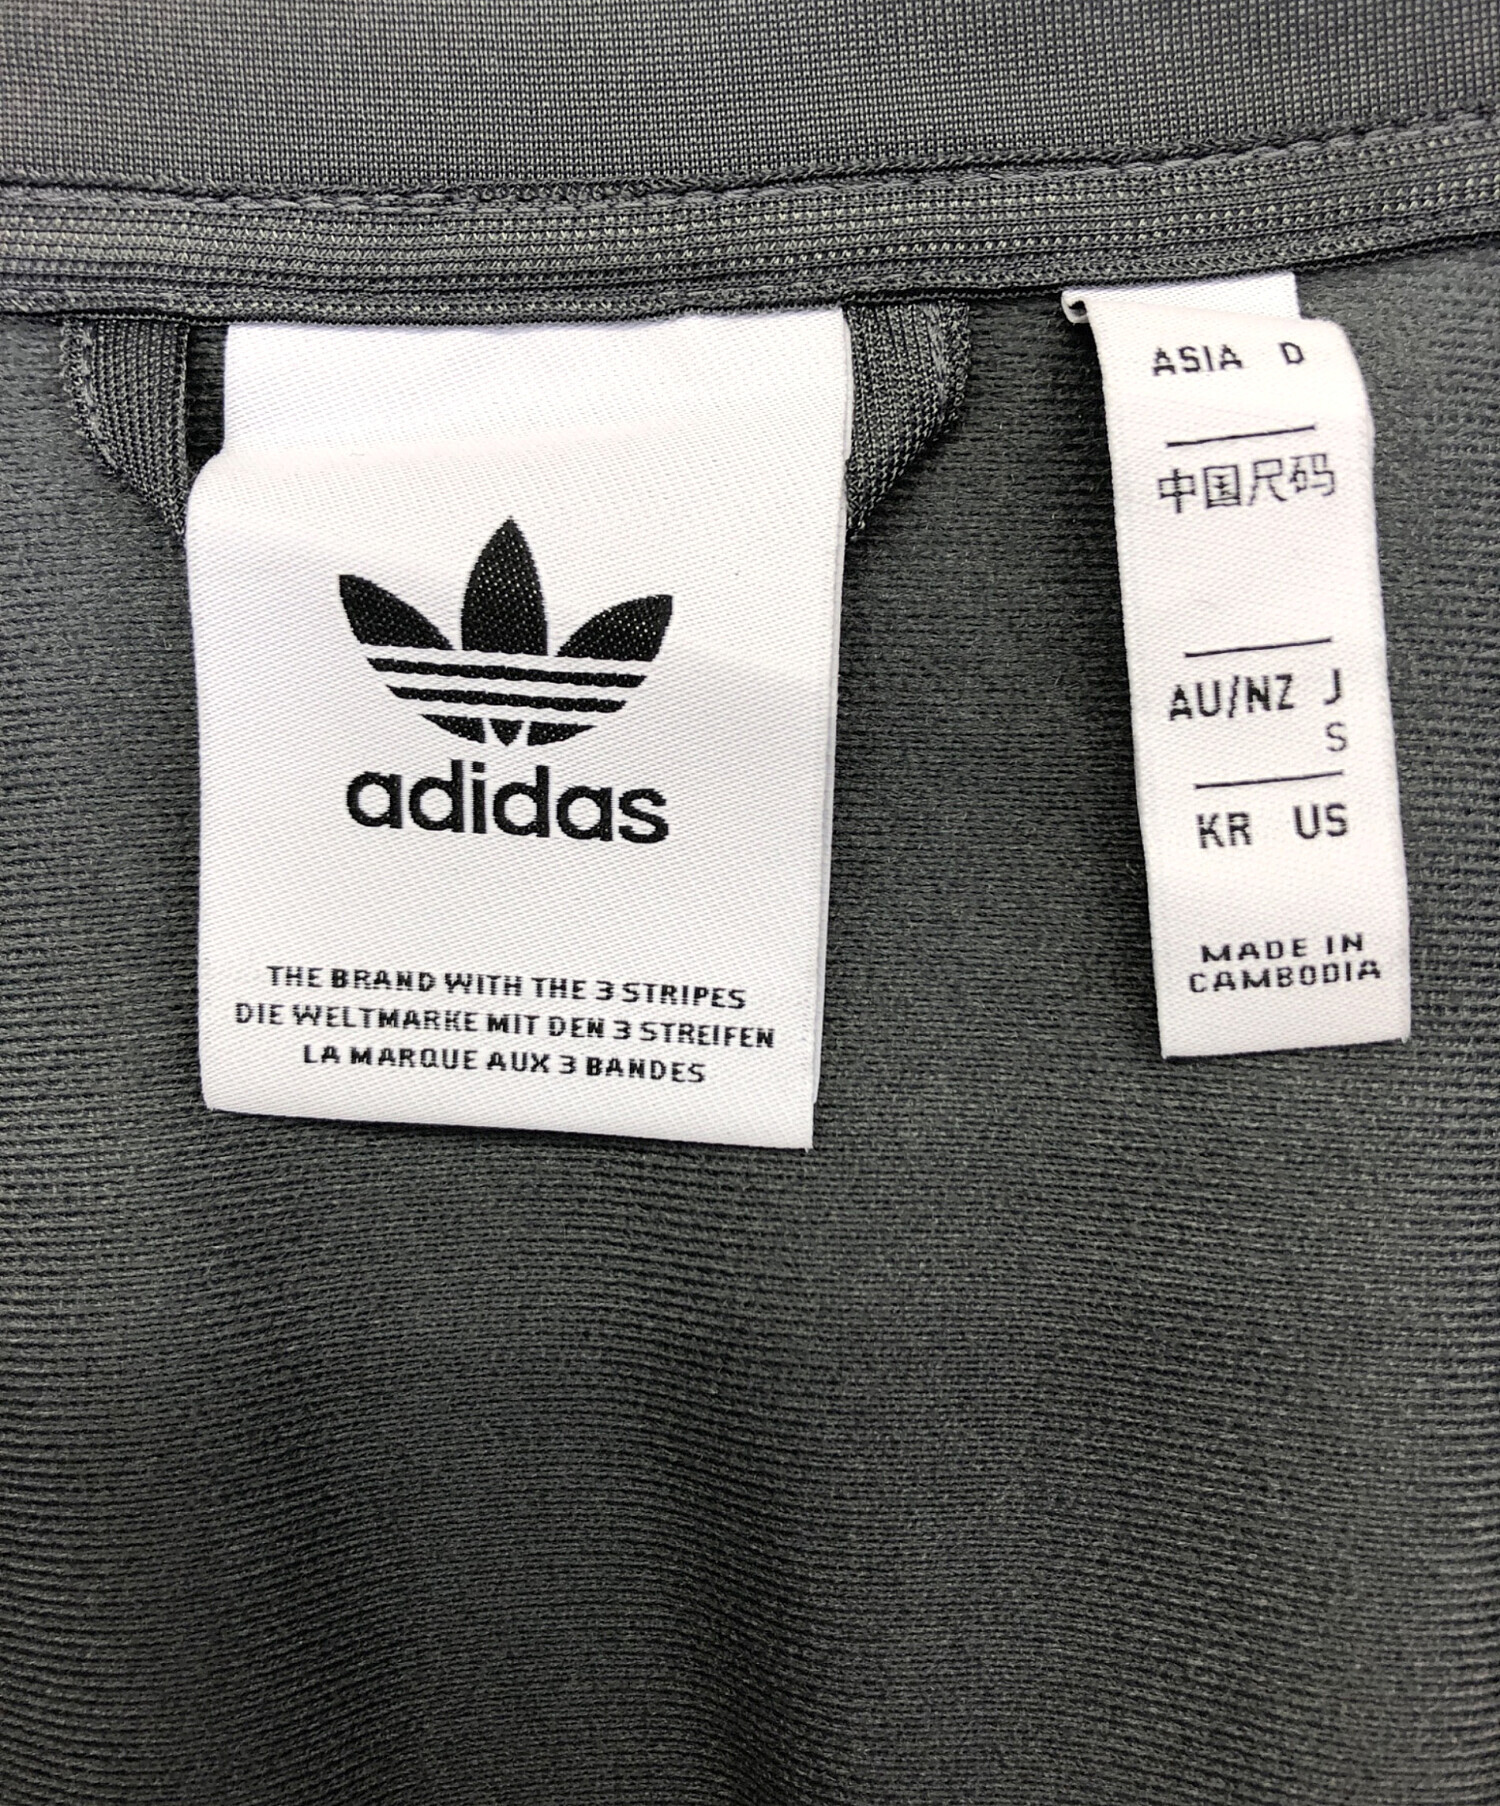 adidas
THE BRAND WITH THE 3 STRIPES
DIE WELTMARKE MIT DEN 3 STREIFEN
LA MARQUE AUX 3 BANDES
ASIA D
中国尺码
AU/NZ J
S
KR US
MADE IN
CAMBODIA